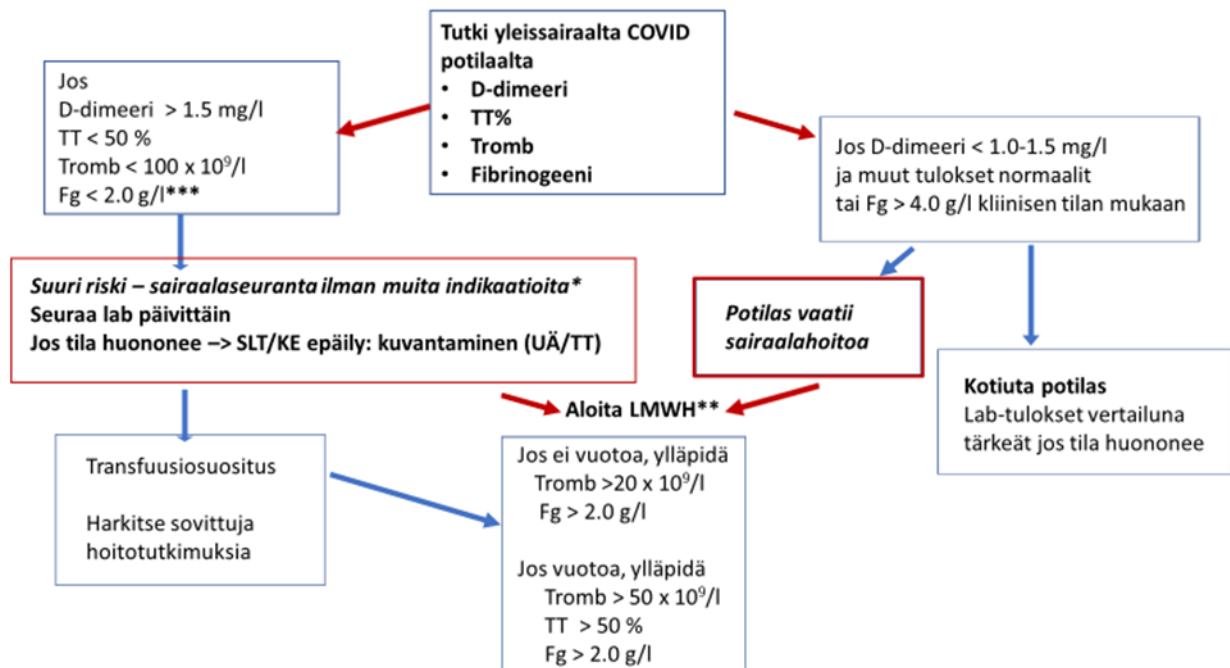 Tutki yleissairaalta COVID
potilaalta
• D-dimeeri
• TT%
• Tromb
• Fibrinogeeni
Jos
D-dimeeri > 1.5 mg/l
TT < 50 %
Tromb < 100 x 10⁹/l
Fg < 2.0 g/l***
Jos D-dimeeri < 1.0-1.5 mg/l
ja muut tulokset normaalit
tai Fg > 4.0 g/l kliinisen tilan mukaan
Suuri riski – sairaalaseuranta ilman muita indikaatioita*
Seuraa lab päivittäin
Jos tila huononee –> SLT/KE epäily: kuvantaminen (UÄ/TT)
Potilas vaatii
sairaalahoitoa
Kotiuta potilas
Lab-tulokset vertailuna
tärkeät jos tila huononee
Aloita LMWH**
Transfuusiosuositus
Harkitse sovittuja
hoitotutkimuksia
Jos ei vuotoa, ylläpidä
Tromb >20 x 10⁹/l
Fg > 2.0 g/l
Jos vuotoa, ylläpidä
Tromb > 50 x 10⁹/l
TT > 50 %
Fg > 2.0 g/l